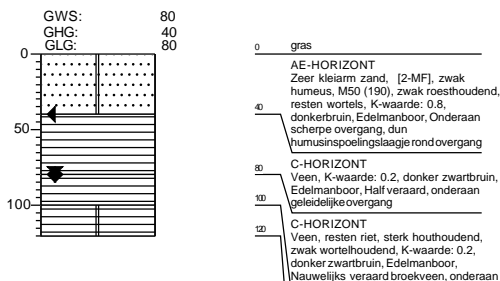 GWS: 80
GHG: 40
GLG: 80
0
50
100
0 gras
AE-HORIZONT
Zeer kleiarm zand, [2-MF], zwak
humeus, M50 (190), zwak roesthoudend,
resten wortels, K-waarde: 0.8,
donkerbruin, Edelmanboor, Onderaan
scherpe overgang, dun
humusinspoelingslaagje rond overgang
40
C-HORIZONT
Veen, K-waarde: 0.2, donker zwartbruin,
Edelmanboor, Half veraard, onderaan
geleidelijke overgang
80
100
C-HORIZONT
Veen, resten riet, sterk houthoudend,
zwak wortelhoudend, K-waarde: 0.2,
donker zwartbruin, Edelmanboor,
Nauwelijks veraard broekveen, onderaan
120